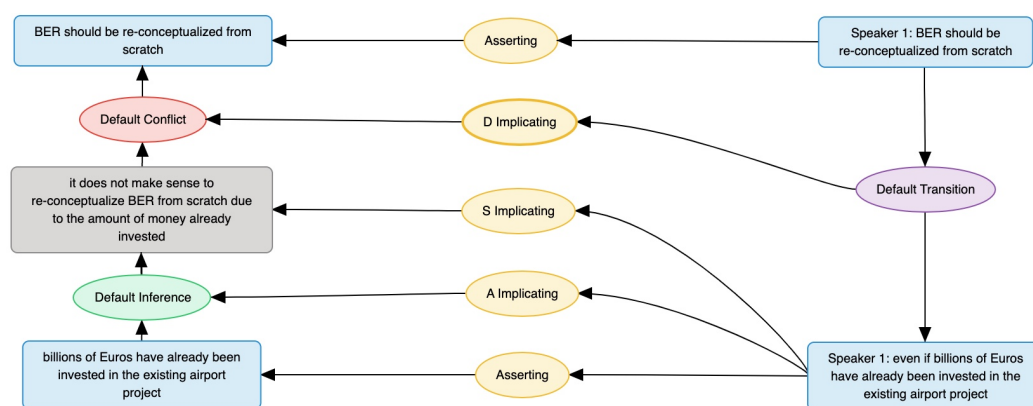 BER should be re-conceptualized from
scratch
Asserting
Speaker 1: BER should be
re-conceptualized from scratch
Default Conflict
D Implicating
it does not make sense to
re-conceptualize BER from scratch due
to the amount of money already
invested
S Implicating
Default Transition
Default Inference
A Implicating
billions of Euros have already been
invested in the existing airport
project
Asserting
Speaker 1: even if billions of Euros
have already been invested in the
existing airport project